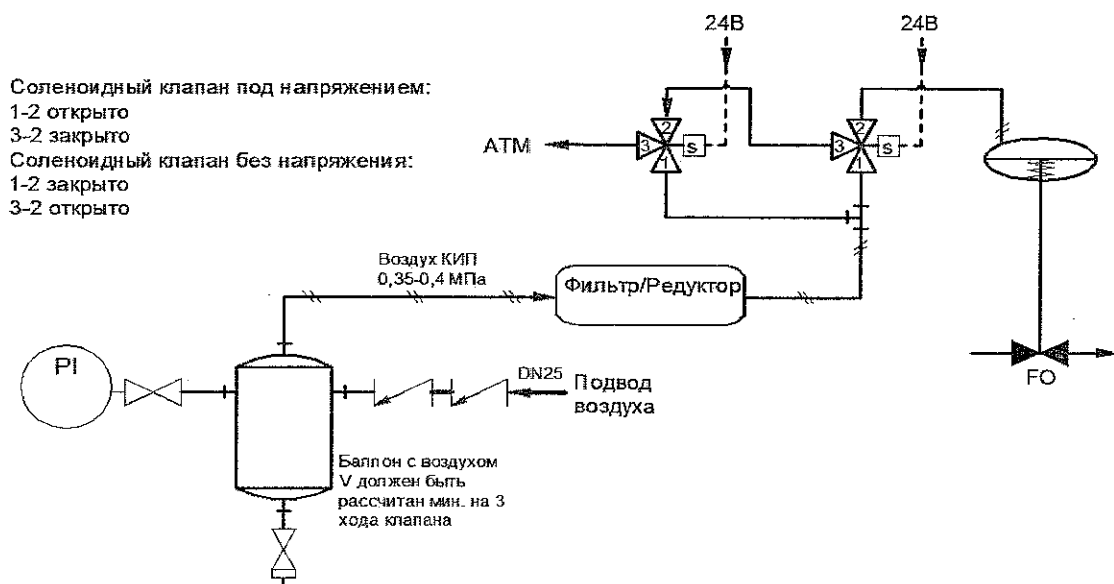 24В
24В
Соленоидный клапан под напряжением:
1-2 открыто
3-2 закрыто
Соленоидный клапан без напряжения:
1-2 закрыто
3-2 открыто
АТМ
2
3
1
s
2
3
1
s
Воздух КИП
0,35-0,4 МПа
Фильтр/Редуктор
PI
DN25
Подвод
воздуха
FO
Баллон с воздухом
V должен быть
рассчитан мин. на 3
хода клапана